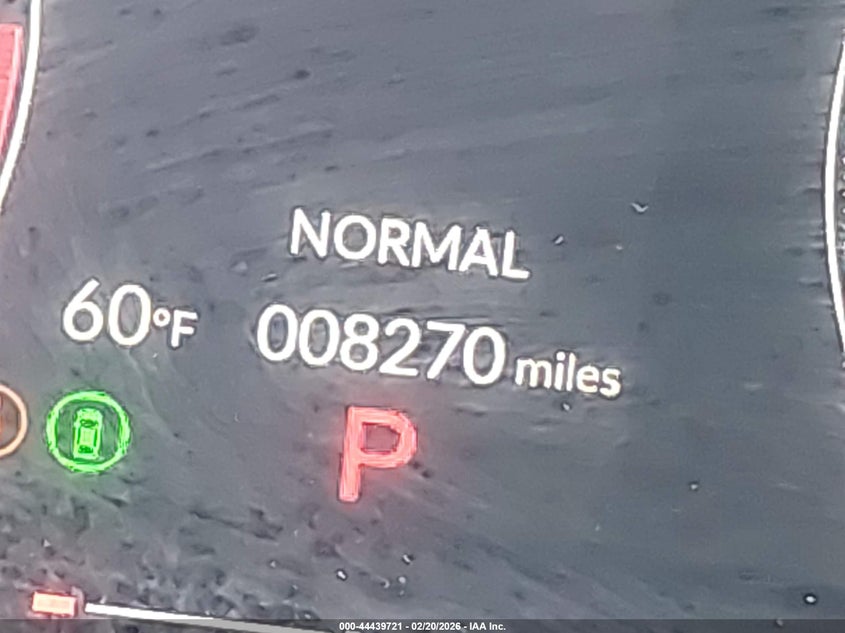 NORMAL
60°F
008270 miles
P
000-44439721 - 02/20/2026 - IAA Inc.